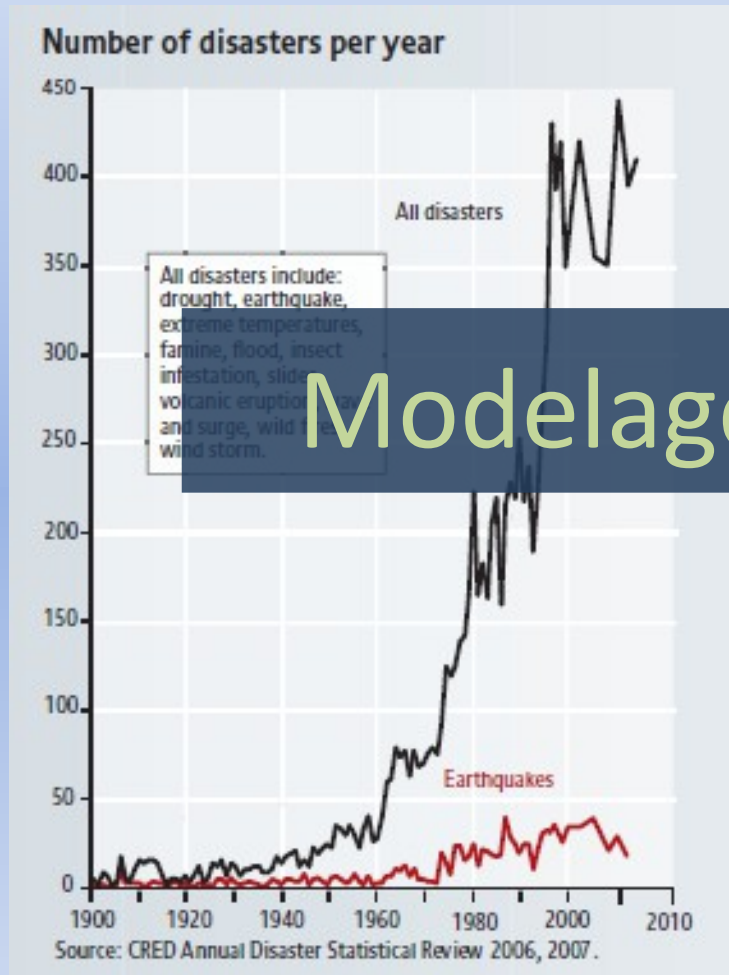 Number of disasters per year
450
400
350
300
250
200
150
100
50
0
All disasters
All disasters include:
drought, earthquake,
extreme temperatures,
famine, flood, insect
infestation, slides,
volcanic eruption,
and surge, wild fires,
wind storm.
Modelag
Earthquakes
1900 1920 1940 1960 1980 2000 2010
Source: CRED Annual Disaster Statistical Review 2006, 2007.